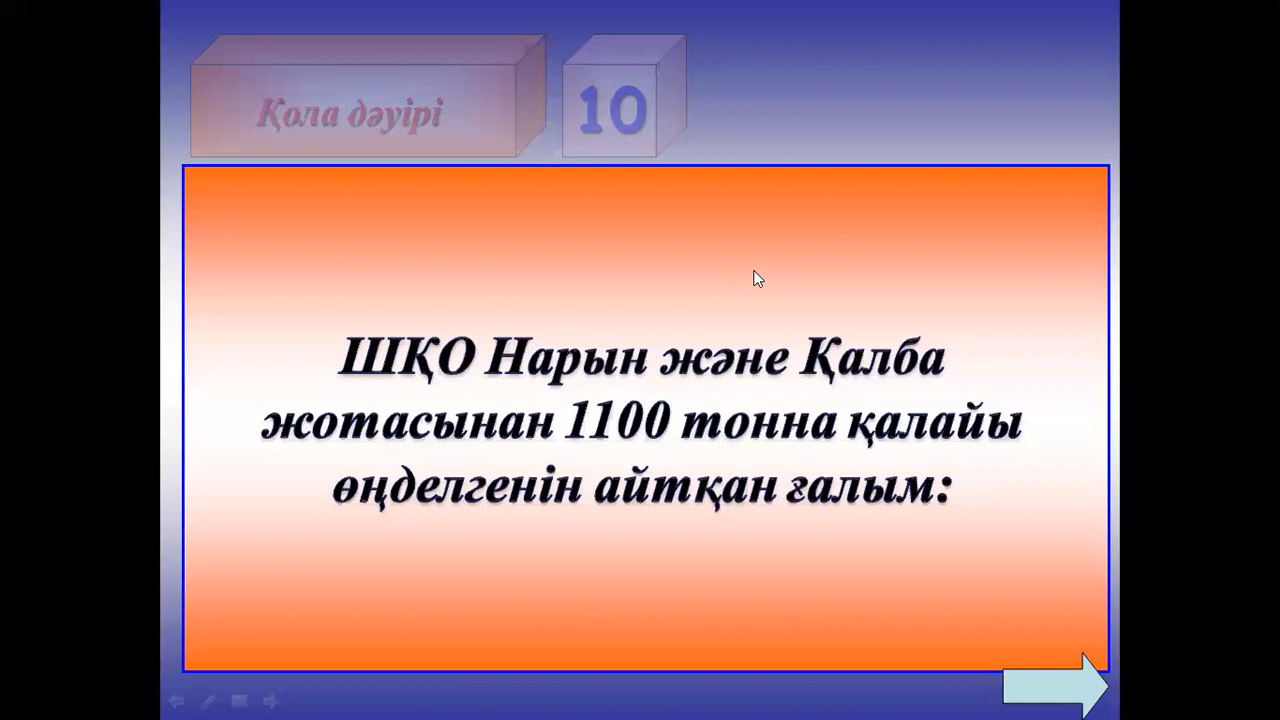 Қола дәуірі
10
ШҚО Нарын және Қалба
жотасынан 1100 тонна қалайы
өңделгенін айтқан ғалым: